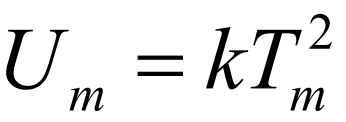 U_m = kT_m^2